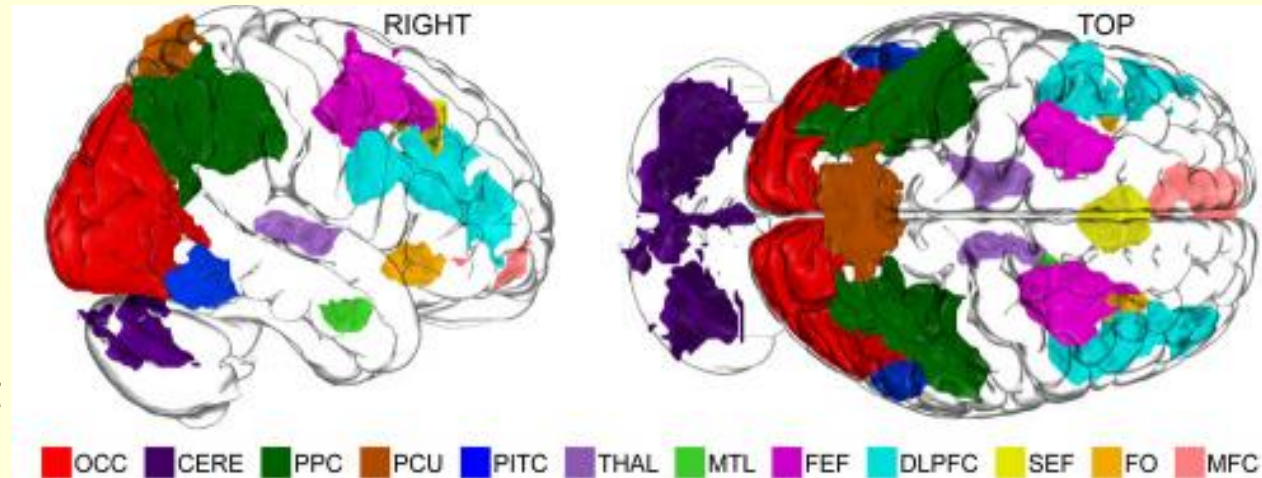 RIGHT
TOP
OCC CERE PPC PCU PITC THAL MTL FEF DLPFC SEF FO MFC